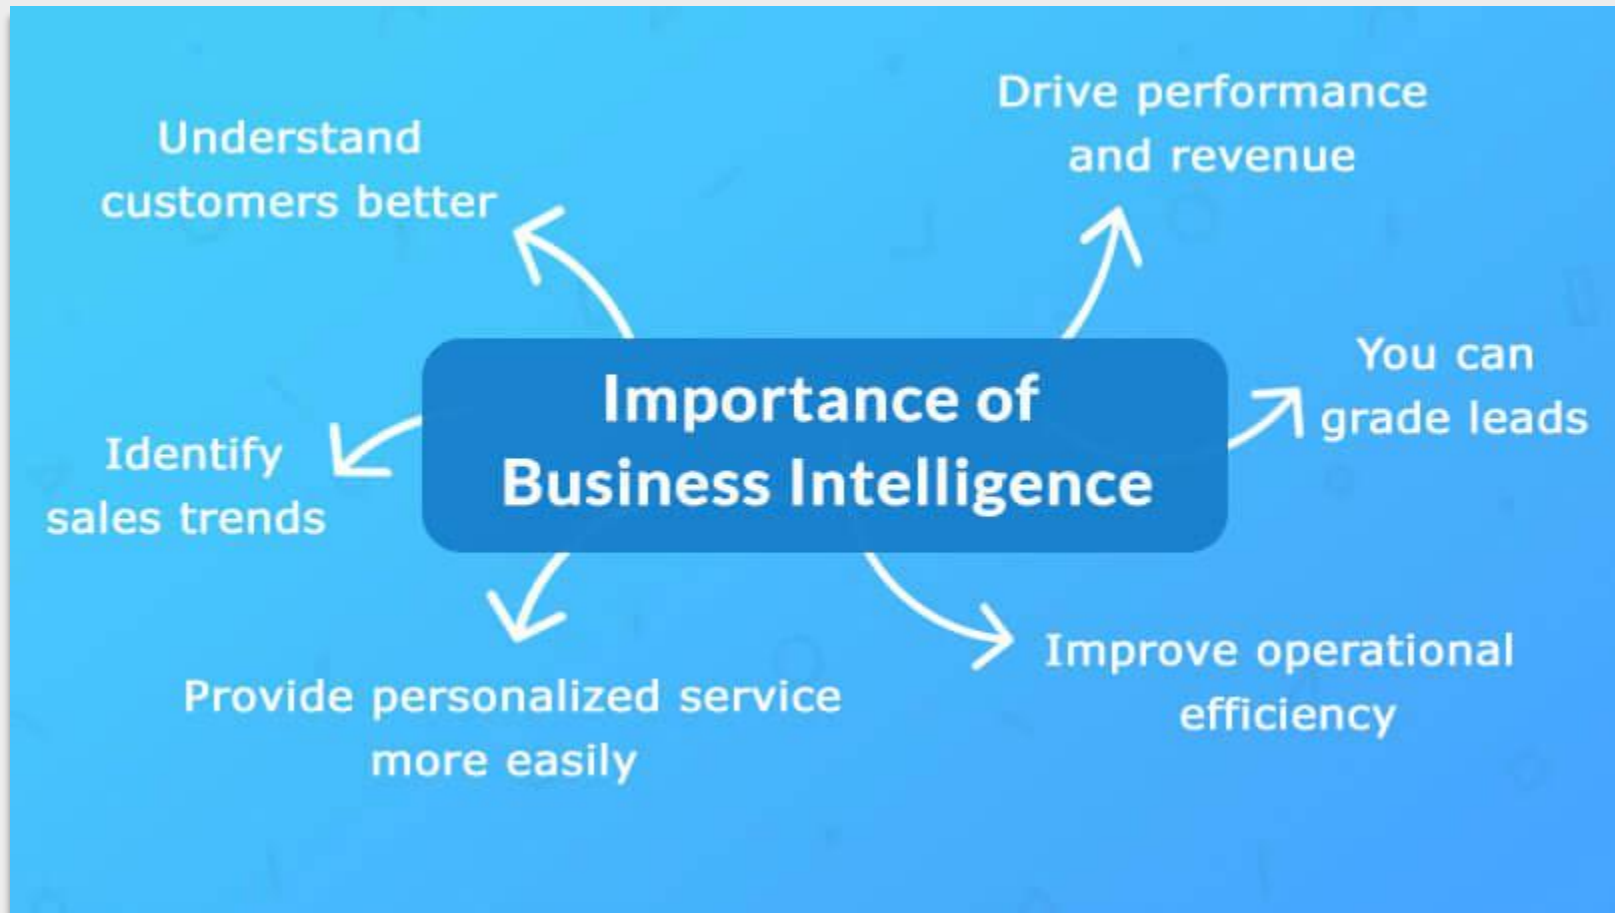 Importance of
Business Intelligence
Understand
customers better
Drive performance
and revenue
You can
grade leads
Identify
sales trends
Improve operational
efficiency
Provide personalized service
more easily